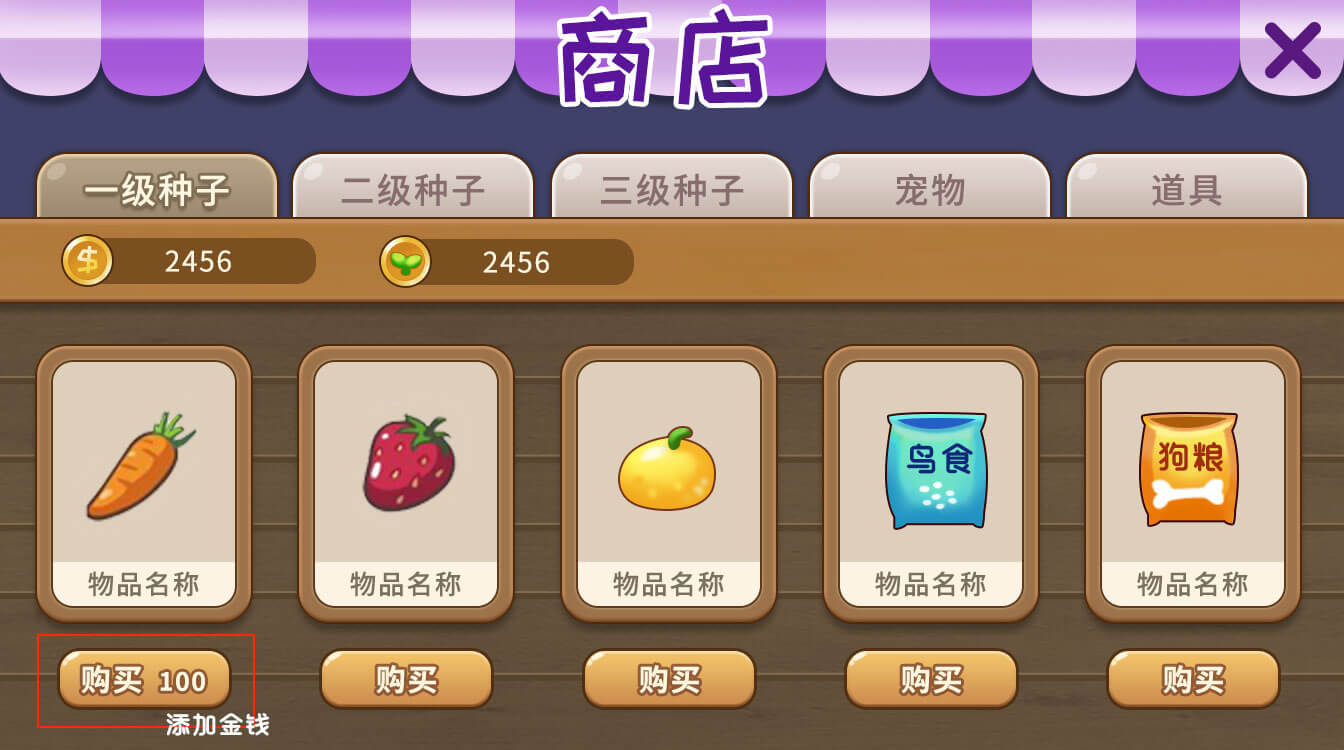 商店
一级种子 二级种子 三级种子 宠物 道具
$ 2456 2456
鸟食 狗粮
物品名称 物品名称 物品名称 物品名称 物品名称
购买 100 购买 购买 购买 购买
添加金钱